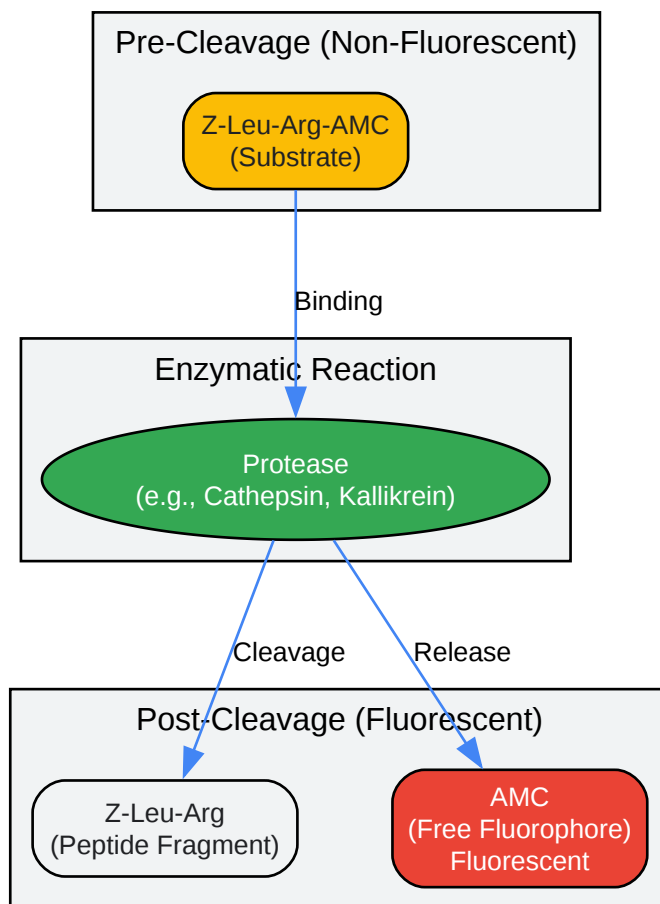 Pre-Cleavage (Non-Fluorescent)
Z-Leu-Arg-AMC
(Substrate)
Binding
Enzymatic Reaction
Protease
(e.g., Cathepsin, Kallikrein)
Cleavage
Release
Post-Cleavage (Fluorescent)
Z-Leu-Arg
(Peptide Fragment)
AMC
(Free Fluorophore)
Fluorescent